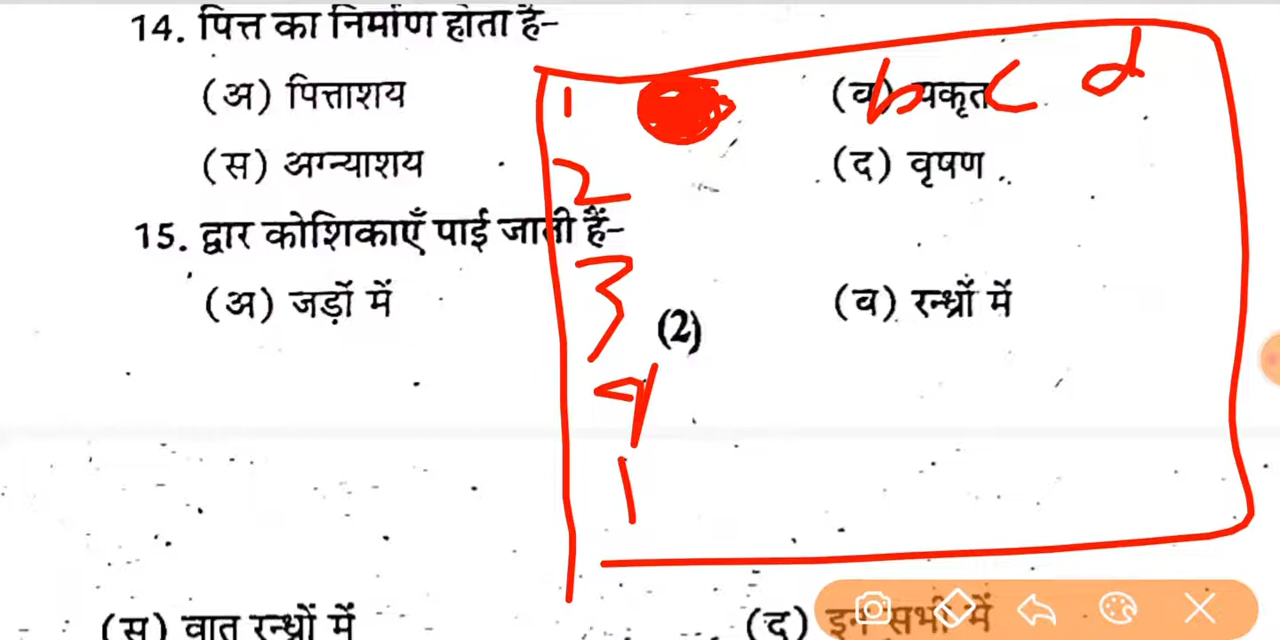 14. पित्त का निर्माण होता है-
(अ) पित्ताशय
(ब) यकृत
(स) अग्न्याशय
(द) वृषण
15. द्वार कोशिकाएँ पाई जाती हैं-
(अ) जड़ों में
(ब) रन्ध्रों में
(2)
(स) वात रन्ध्रों में
(द) इन सभी में
1 b c d
2
3
4
1